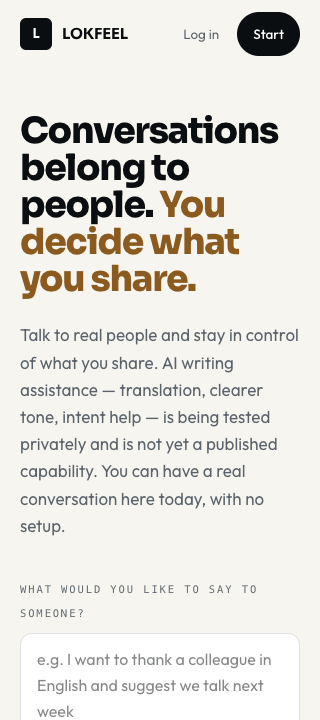 L LOKFEEL Log in Start
Conversations
belong to
people. You
decide what
you share.
Talk to real people and stay in control
of what you share. AI writing
assistance — translation, clearer
tone, intent help — is being tested
privately and is not yet a published
capability. You can have a real
conversation here today, with no
setup.
WHAT WOULD YOU LIKE TO SAY TO
SOMEONE?
e.g. I want to thank a colleague in
English and suggest we talk next
week